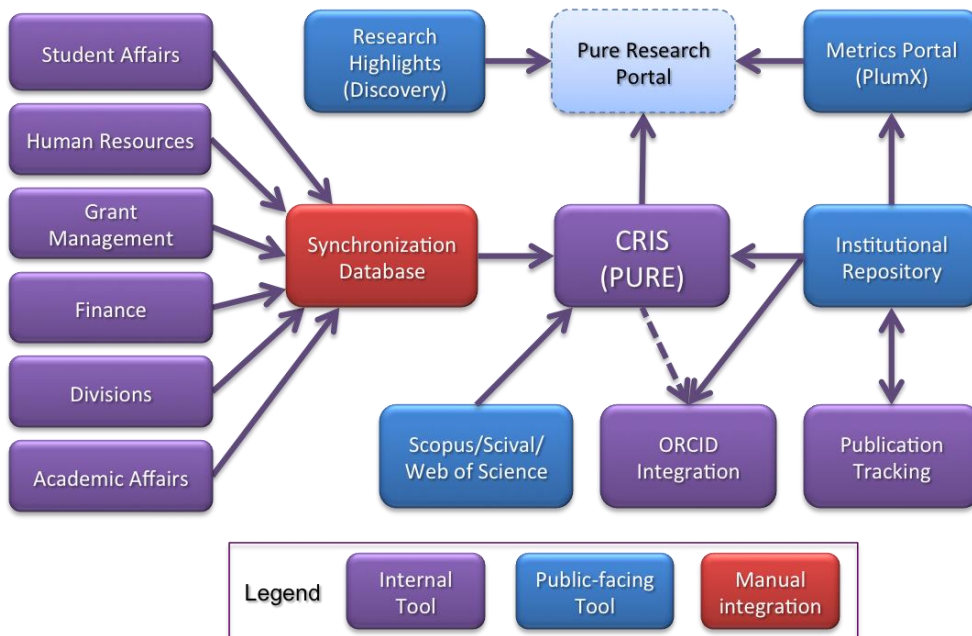 Student Affairs
Human Resources
Grant
Management
Finance
Divisions
Academic Affairs
Synchronization
Database
Research
Highlights
(Discovery)
Pure Research
Portal
Metrics Portal
(PlumX)
CRIS
(PURE)
Institutional
Repository
Scopus/Scival/
Web of Science
ORCID
Integration
Publication
Tracking
Legend
Internal
Tool
Public-facing
Tool
Manual
integration